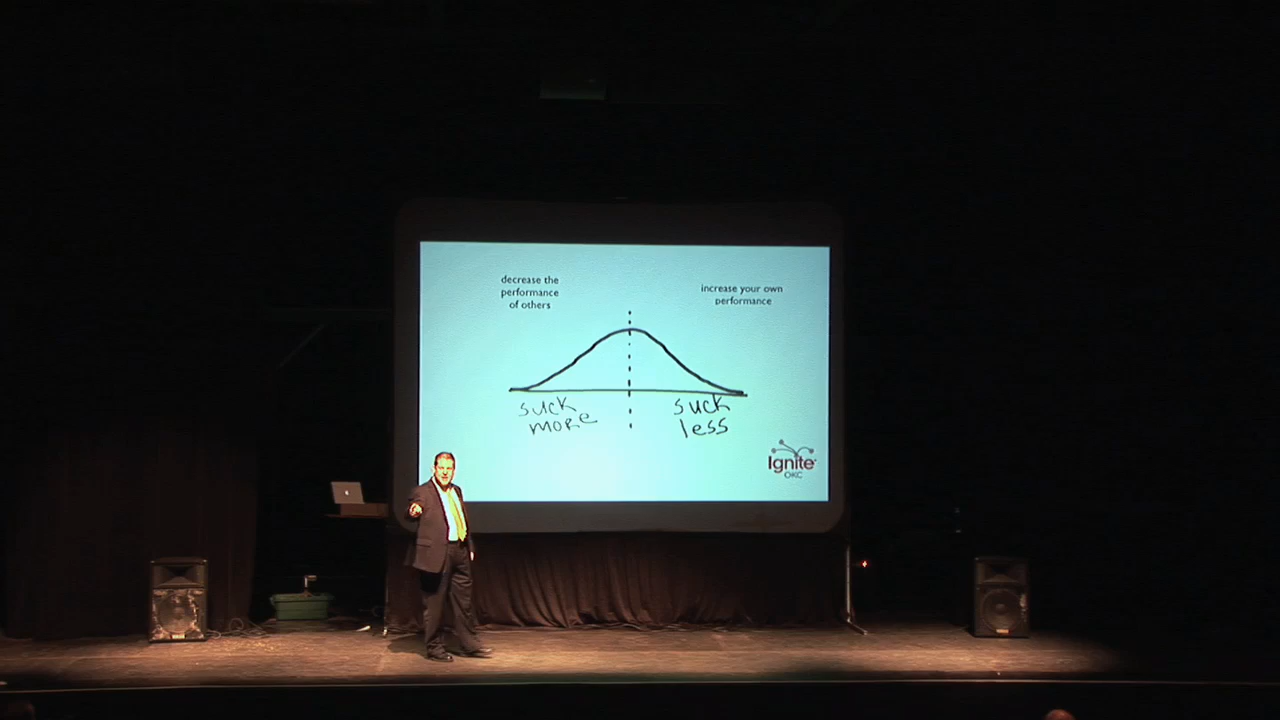 decrease the
performance
of others
increase your own
performance
suck
more
suck
less
Ignite
OKC